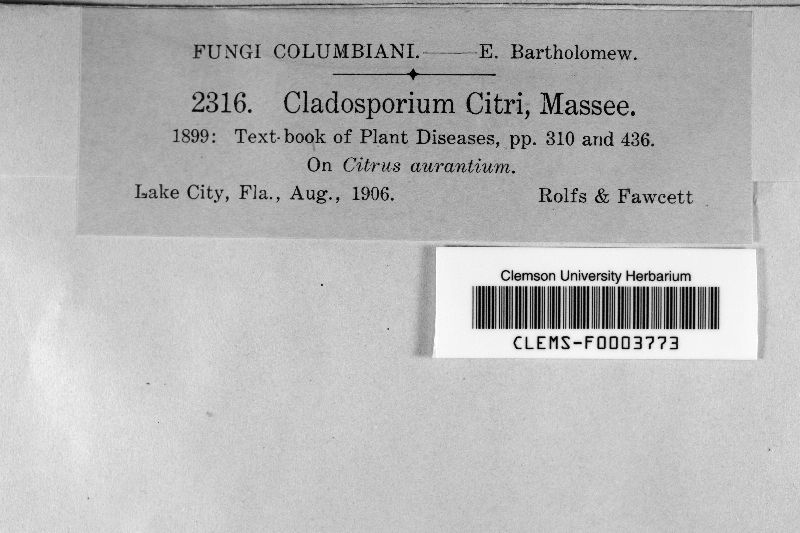 FUNGI COLUMBIANI.——E. Bartholomew.
2316. Cladosporium Citri, Massee.
1899: Text-book of Plant Diseases, pp. 310 and 436.
On Citrus aurantium.
Lake City, Fla., Aug., 1906. Rolfs & Fawcett
Clemson University Herbarium
CLEMS-F0003773